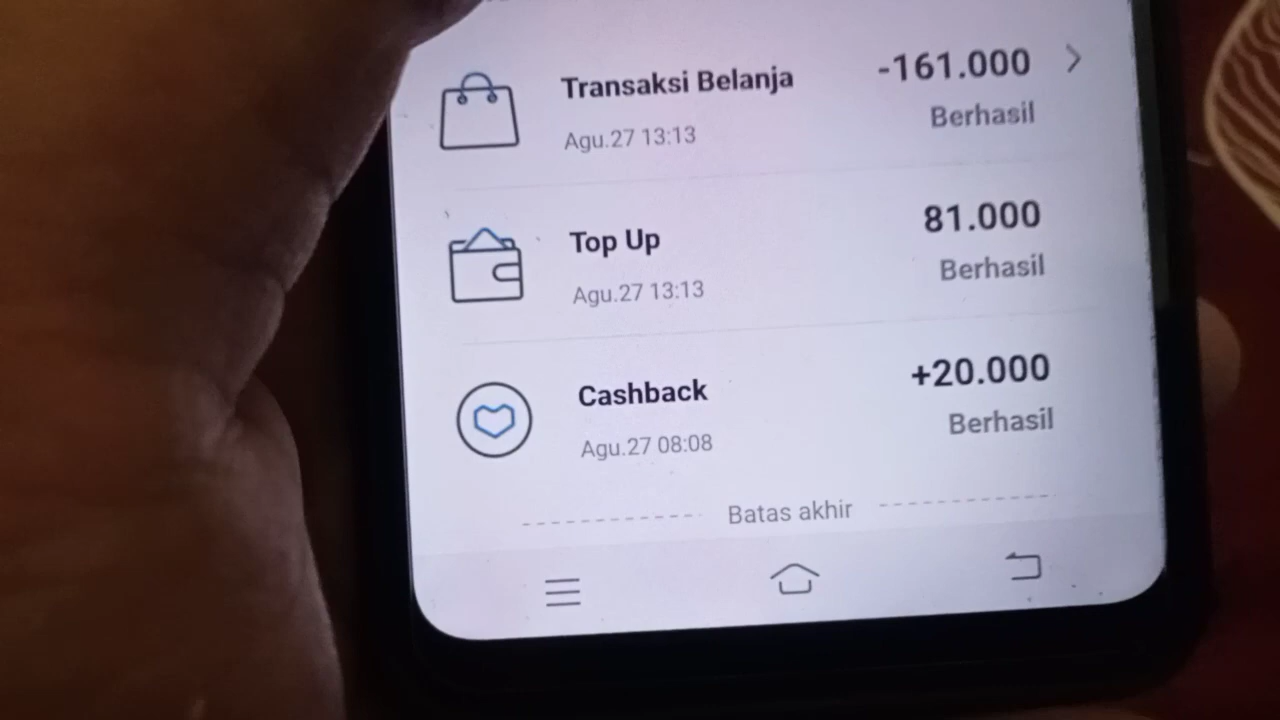 Transaksi Belanja
-161.000
Agu.27 13:13
Berhasil
Top Up
81.000
Agu.27 13:13
Berhasil
Cashback
+20.000
Agu.27 08:08
Berhasil
Batas akhir